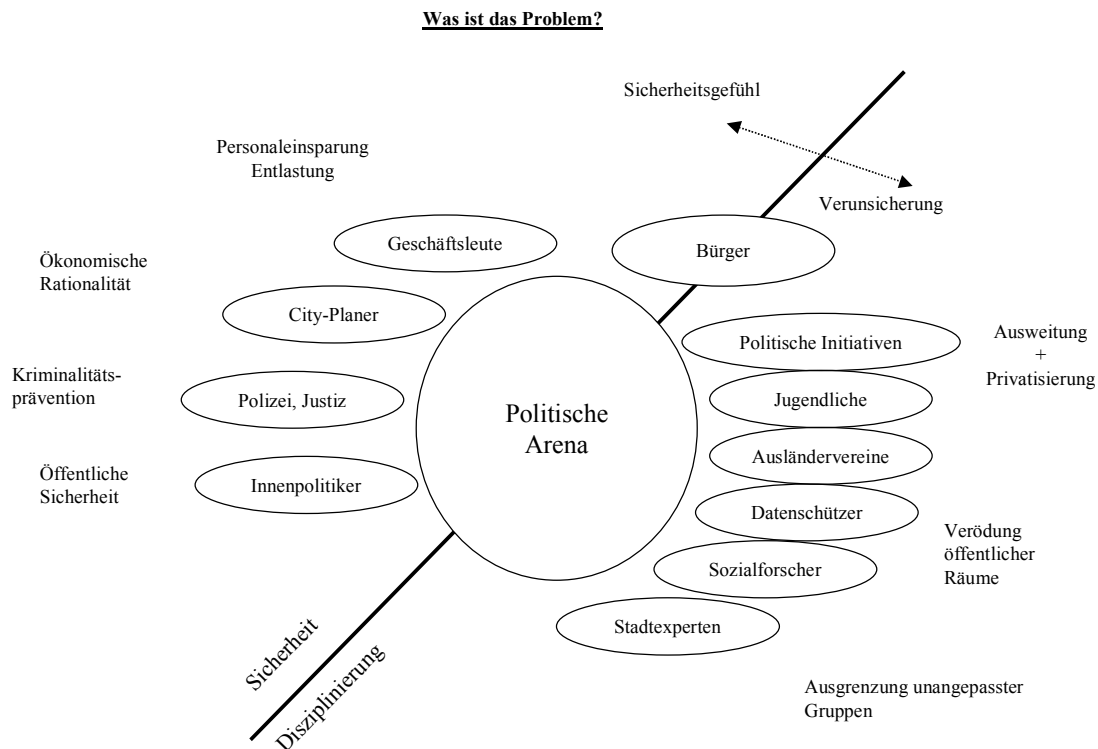 Was ist das Problem?
Sicherheitsgefühl
Personaleinsparung
Entlastung
Verunsicherung
Geschäftsleute
Bürger
Ökonomische
Rationalität
City-Planer
Politische Initiativen
Ausweitung
+
Privatisierung
Kriminalitäts-
prävention
Polizei, Justiz
Jugendliche
Politische
Arena
Ausländervereine
Öffentliche
Sicherheit
Innenpolitiker
Datenschützer
Verödung
öffentlicher
Räume
Sozialforscher
Stadtexperten
Sicherheit
Disziplinierung
Ausgrenzung unangepasster
Gruppen